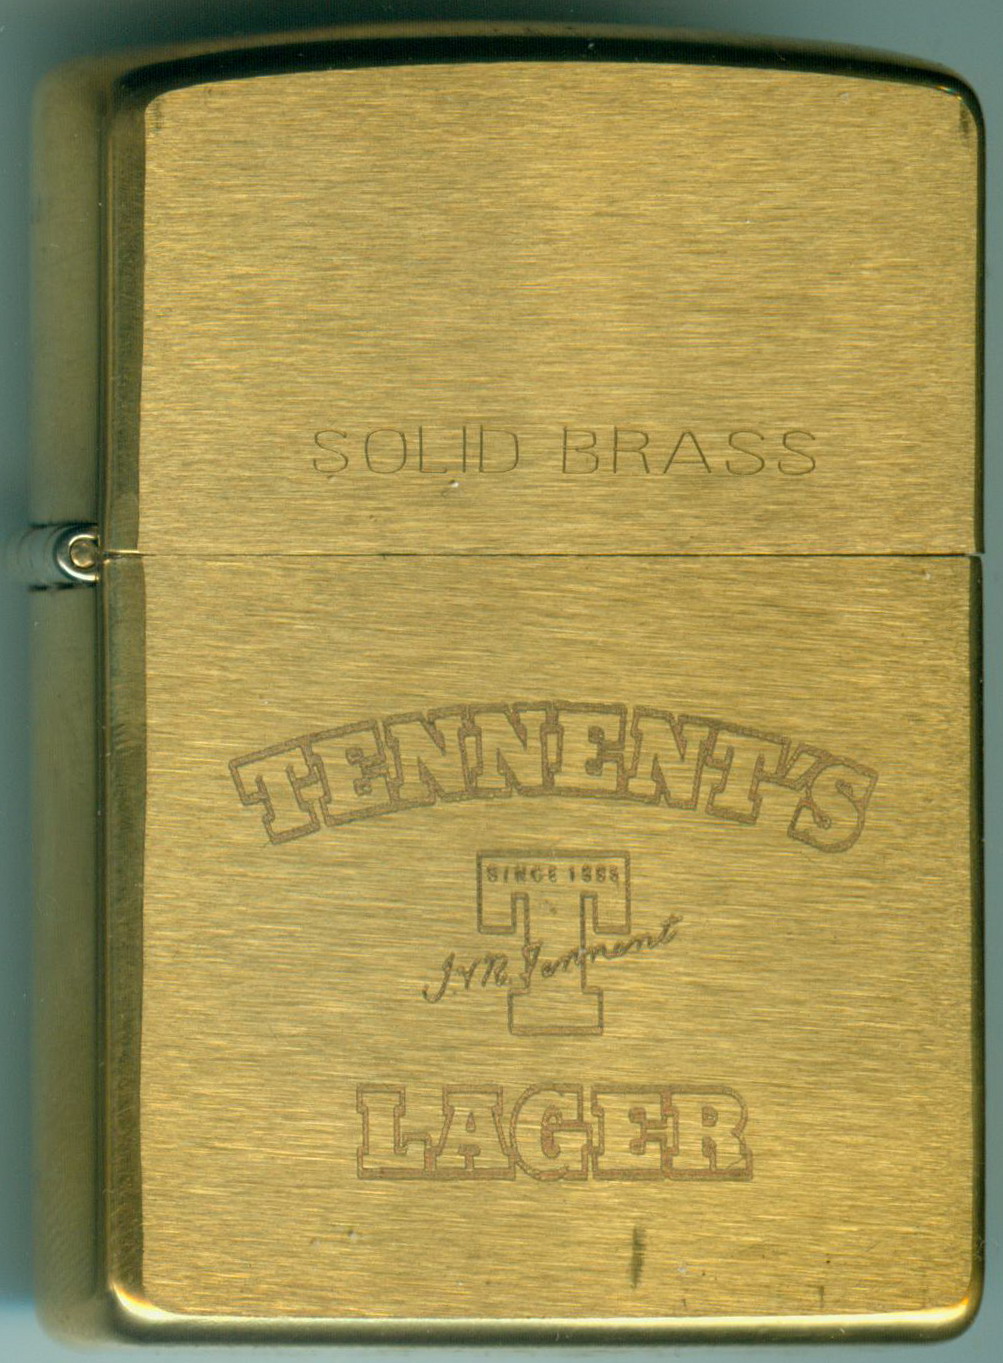 SOLID BRASS
TENNENT'S
SINCE 1885
J.&R. Tennent
LAGER